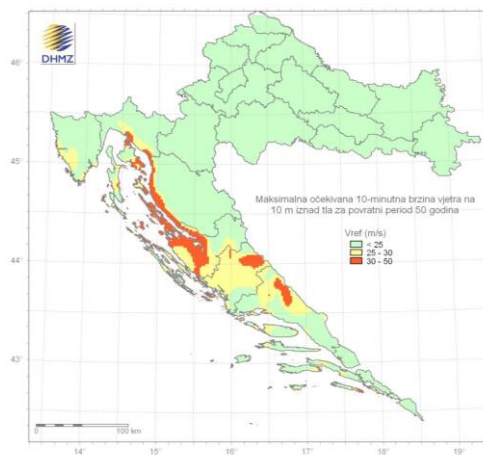 DHMZ
46°
45°
44°
43°
Maksimalna očekivana 10-minutna brzina vjetra na
10 m iznad tla za povratni period 50 godina
Vref (m/s)
< 25
25 - 30
30 - 50
0 100 km
14° 15° 16° 17° 18° 19°